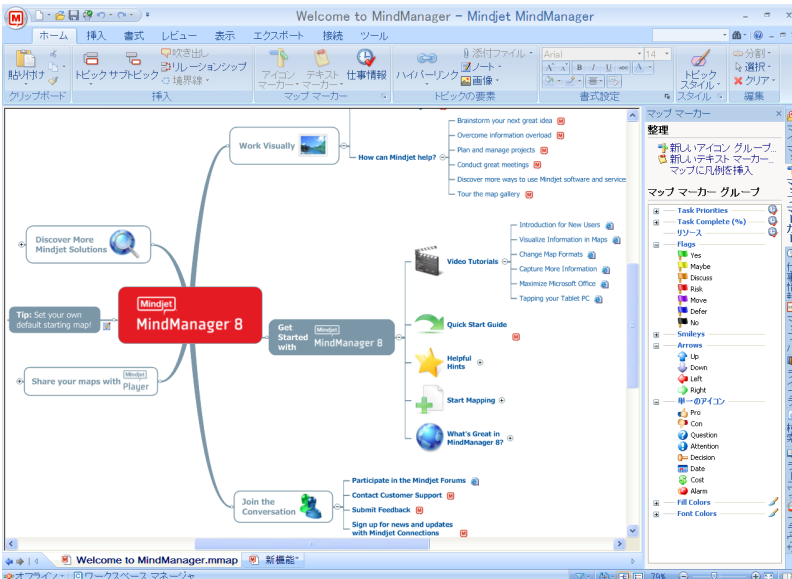 Welcome to MindManager - Mindjet MindManager
ホーム 挿入 書式 レビュー 表示 エクスポート 接続 ツール
貼り付け
トピック サブトピック
吹き出し
リレーションシップ
境界線
アイコン マーカー
テキスト マーカー
仕事情報
ハイパーリンク
添付ファイル
ノート
画像
Arial 14
B I U abc A
トピック スタイル
分割
選択
クリア
クリップボード 挿入 マップ マーカー トピックの要素 書式設定 スタイル 編集
Work Visually
How can Mindjet help?
Brainstorm your next great idea
Overcome information overload
Plan and manage projects
Conduct great meetings
Discover more ways to use Mindjet software and service
Tour the map gallery
Discover More
Mindjet Solutions
Tip: Set your own
default starting map!
Mindjet
MindManager 8
Share your maps with Mindjet Player
Get
Started
with
Mindjet
MindManager 8
Video Tutorials
Introduction for New Users
Visualize Information in Maps
Change Map Formats
Capture More Information
Maximize Microsoft Office
Tapping your Tablet PC
Quick Start Guide
Helpful
Hints
Start Mapping
What's Great in
MindManager 8?
Join the
Conversation
Participate in the Mindjet Forums
Contact Customer Support
Submit Feedback
Sign up for news and updates
with Mindjet Connections
マップ マーカー
整理
新しいアイコン グループ...
新しいテキスト マーカー...
マップに凡例を挿入
マップ マーカー グループ
Task Priorities
Task Complete (%)
リソース
Flags
Yes
Maybe
Discuss
Risk
Move
Defer
No
Smileys
Arrows
Up
Down
Left
Right
単一のアイコン
Pro
Con
Question
Attention
Decision
Date
Cost
Alarm
Fill Colors
Font Colors
Welcome to MindManager.mmap 新機能*
オフライン ワークスペース マネージャ 79%